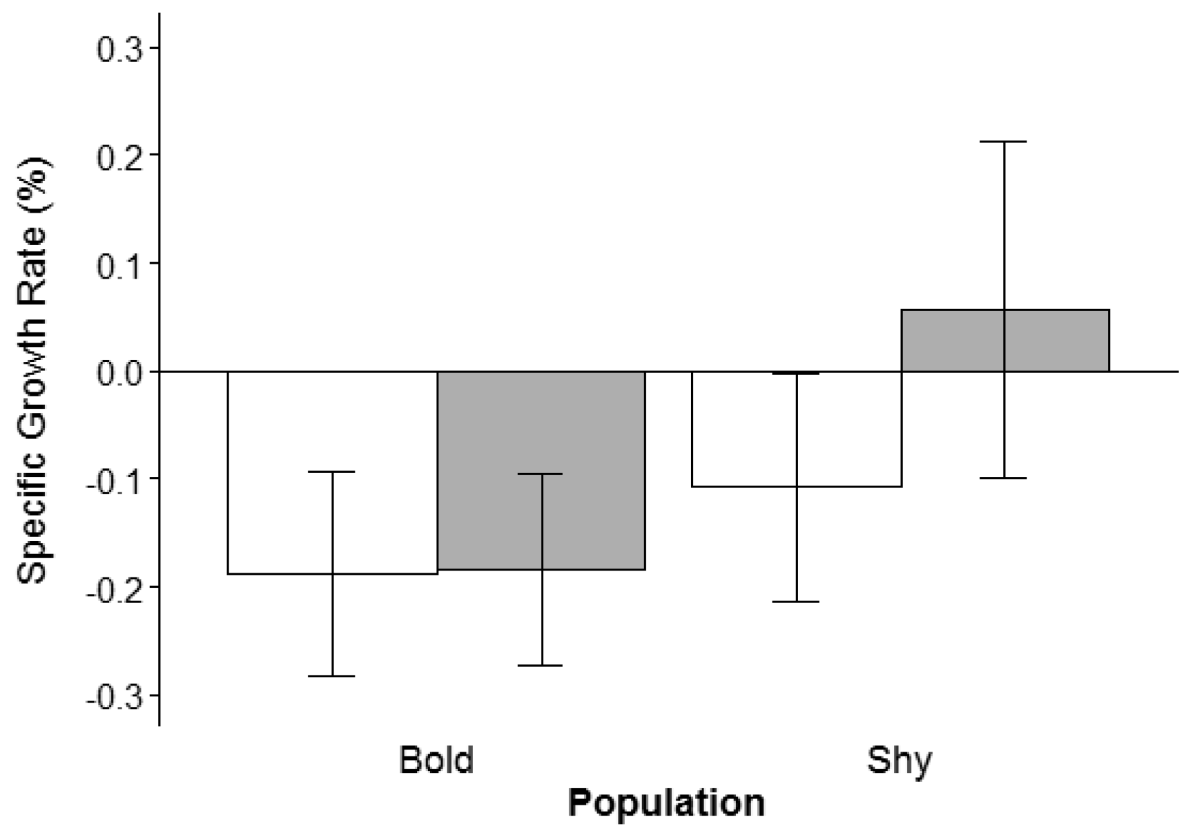 Specific Growth Rate (%)
0.3
0.2
0.1
0.0
-0.1
-0.2
-0.3
Bold Shy
Population